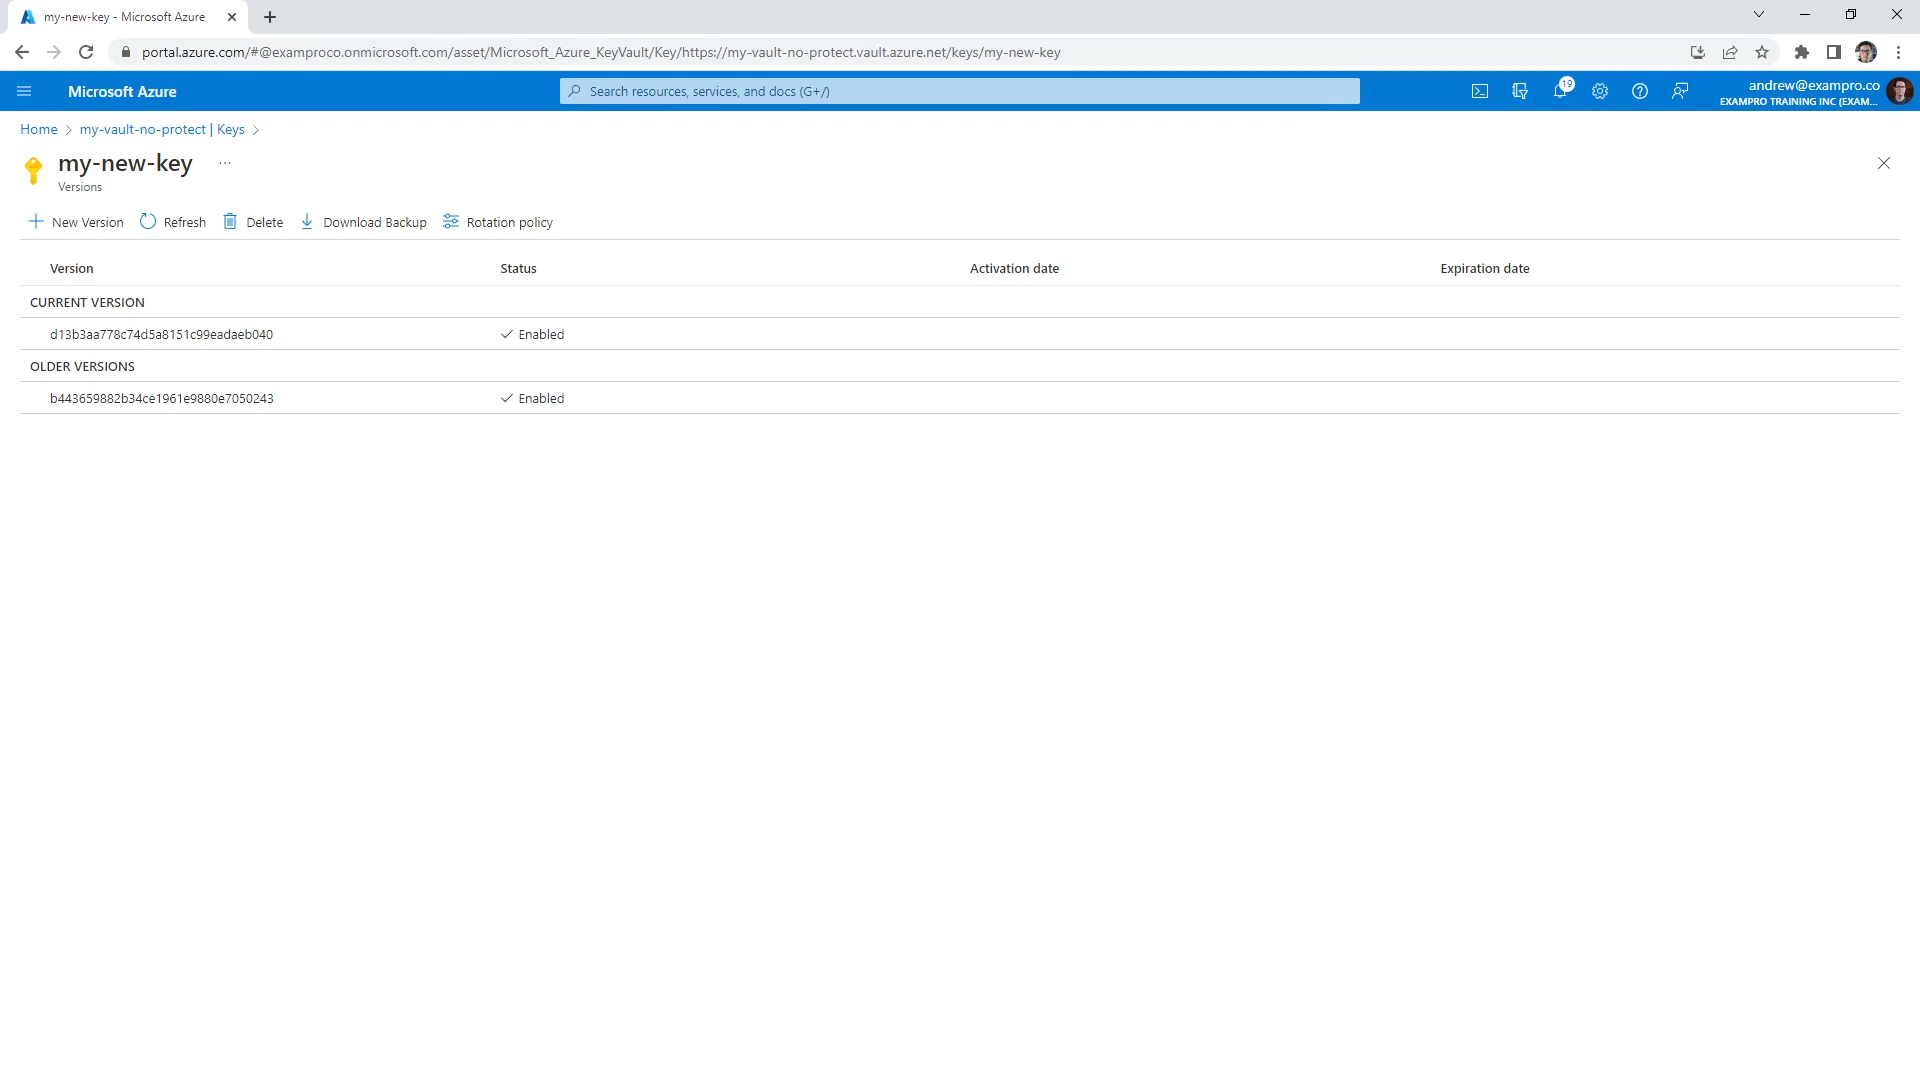 my-new-key - Microsoft Azure
portal.azure.com/#@examproco.onmicrosoft.com/asset/Microsoft_Azure_KeyVault/Key/https://my-vault-no-protect.vault.azure.net/keys/my-new-key
Microsoft Azure
Search resources, services, and docs (G+/)
19
andrew@exampro.co
EXAMPRO TRAINING INC (EXAM...
Home > my-vault-no-protect | Keys >
my-new-key ...
Versions
New Version Refresh Delete Download Backup Rotation policy
Version Status Activation date Expiration date
CURRENT VERSION
d13b3aa778c74d5a8151c99eadaeb040 Enabled
OLDER VERSIONS
b443659882b34ce1961e9880e7050243 Enabled